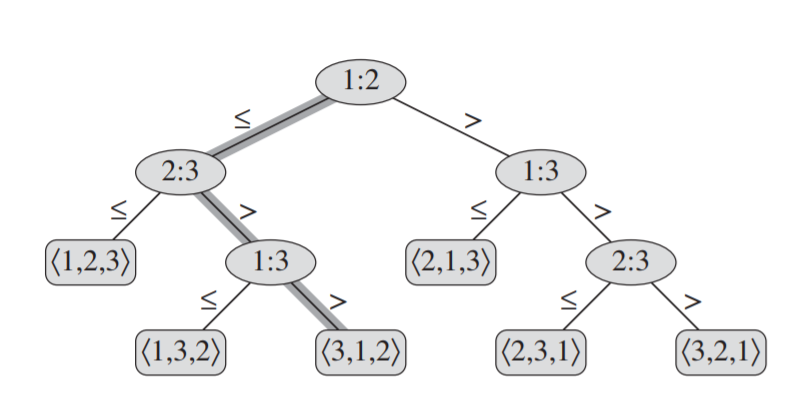 1:2
≤ >
2:3 1:3
≤ > ≤ >
⟨1,2,3⟩ 1:3 ⟨2,1,3⟩ 2:3
≤ > ≤ >
⟨1,3,2⟩ ⟨3,1,2⟩ ⟨2,3,1⟩ ⟨3,2,1⟩